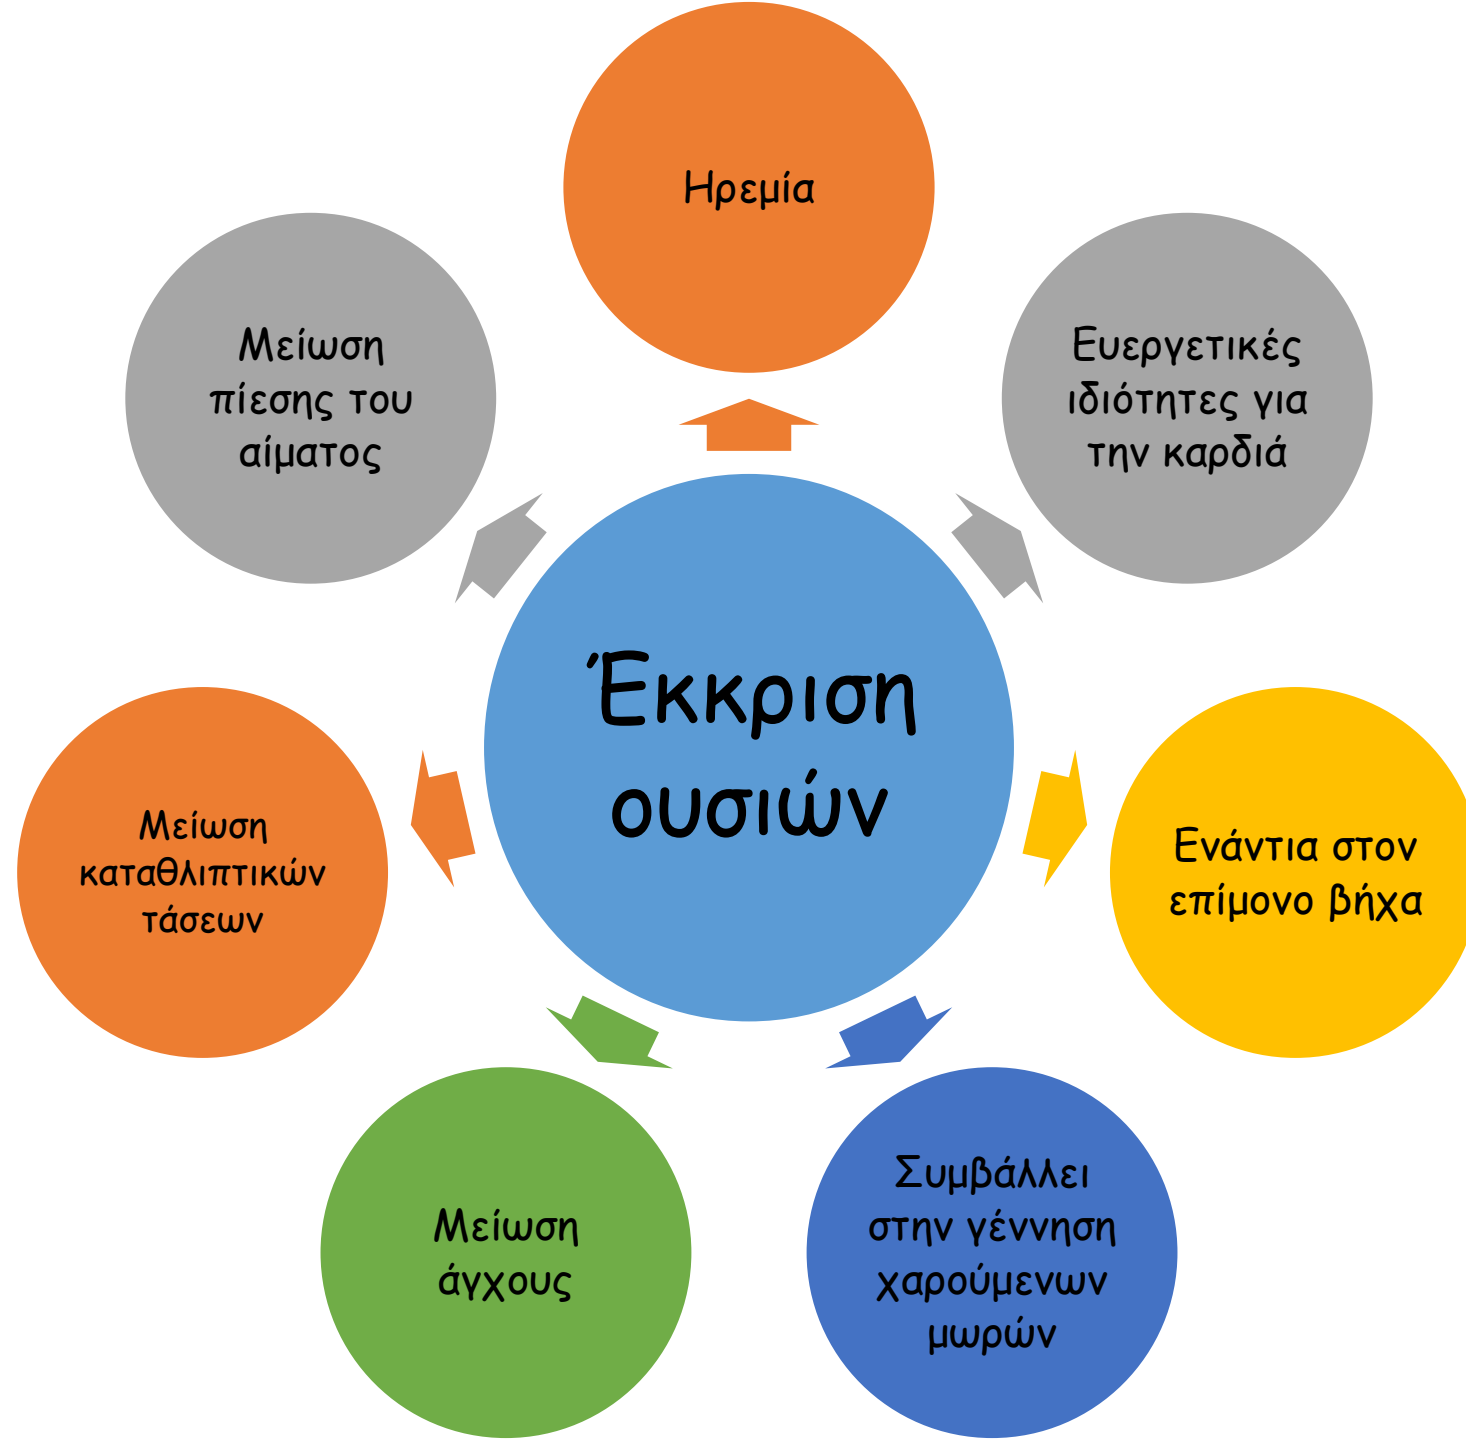 Ηρεμία
Ευεργετικές
ιδιότητες για
την καρδιά
Ενάντια στον
επίμονο βήχα
Συμβάλλει
στην γέννηση
χαρούμενων
μωρών
Μείωση
άγχους
Μείωση
καταθλιπτικών
τάσεων
Μείωση
πίεσης του
αίματος
Έκκριση
ουσιών